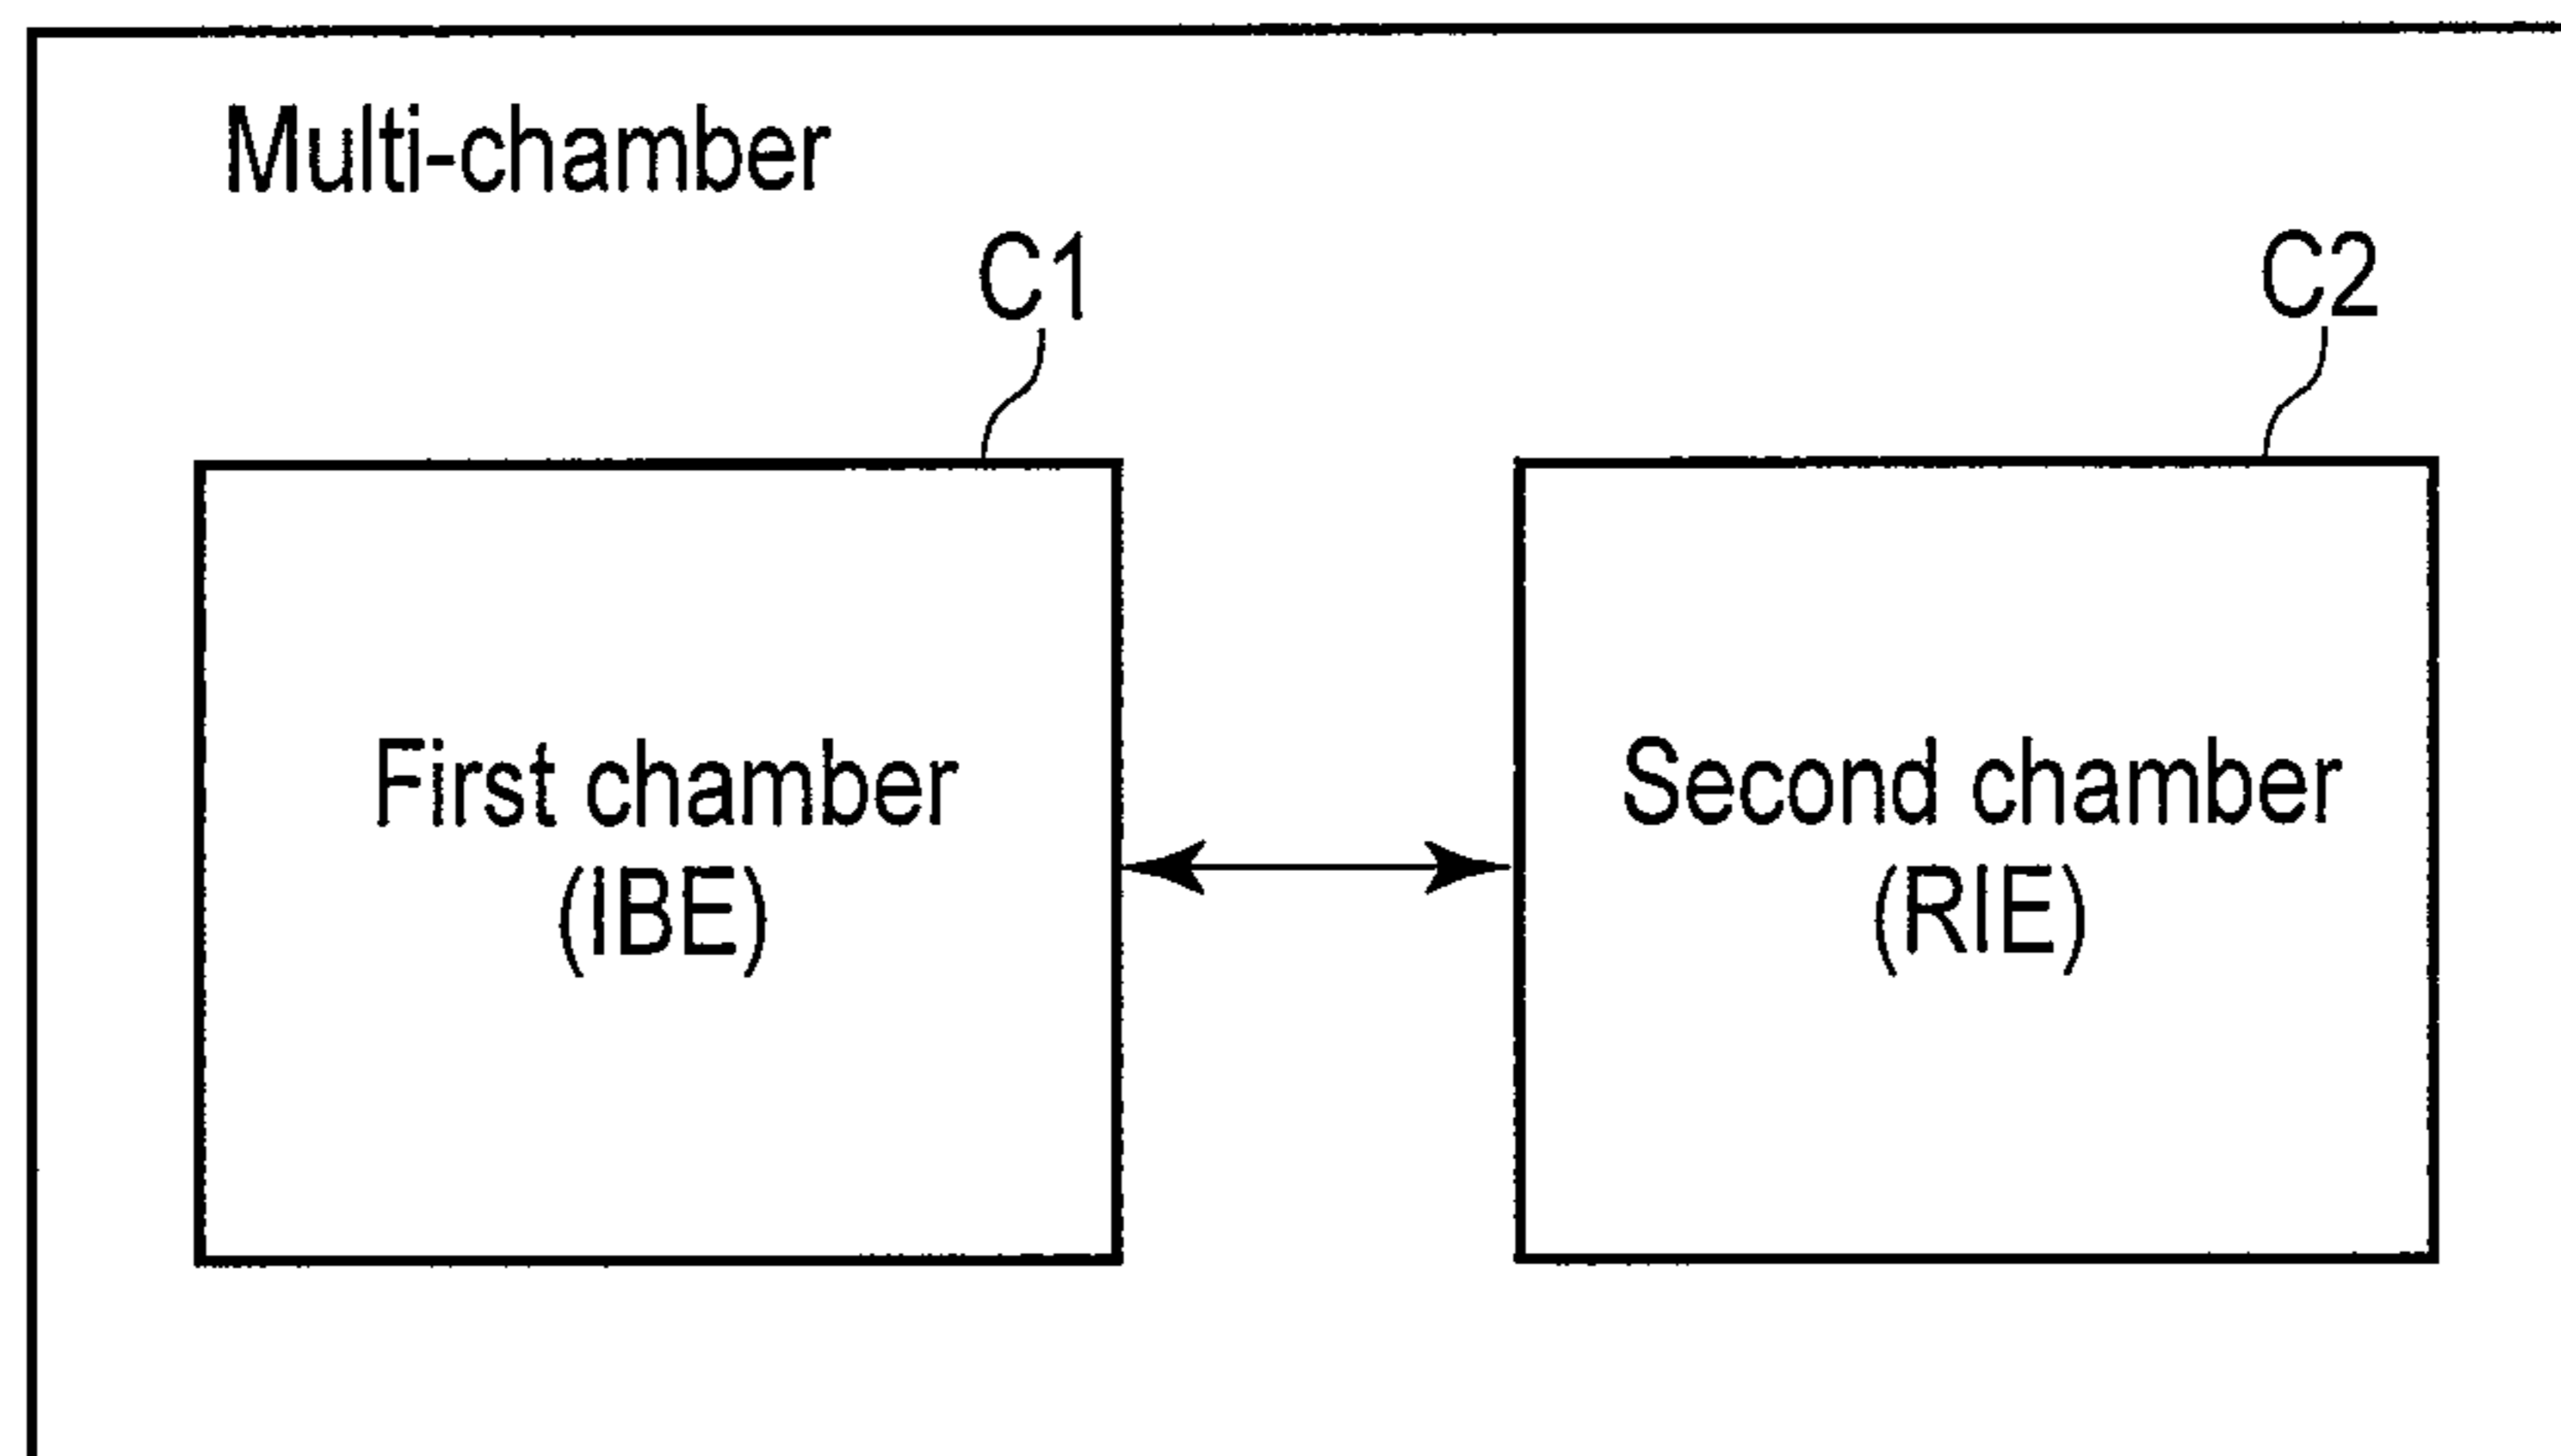 Multi-chamber
C1
C2
First chamber
(IBE)
Second chamber
(RIE)